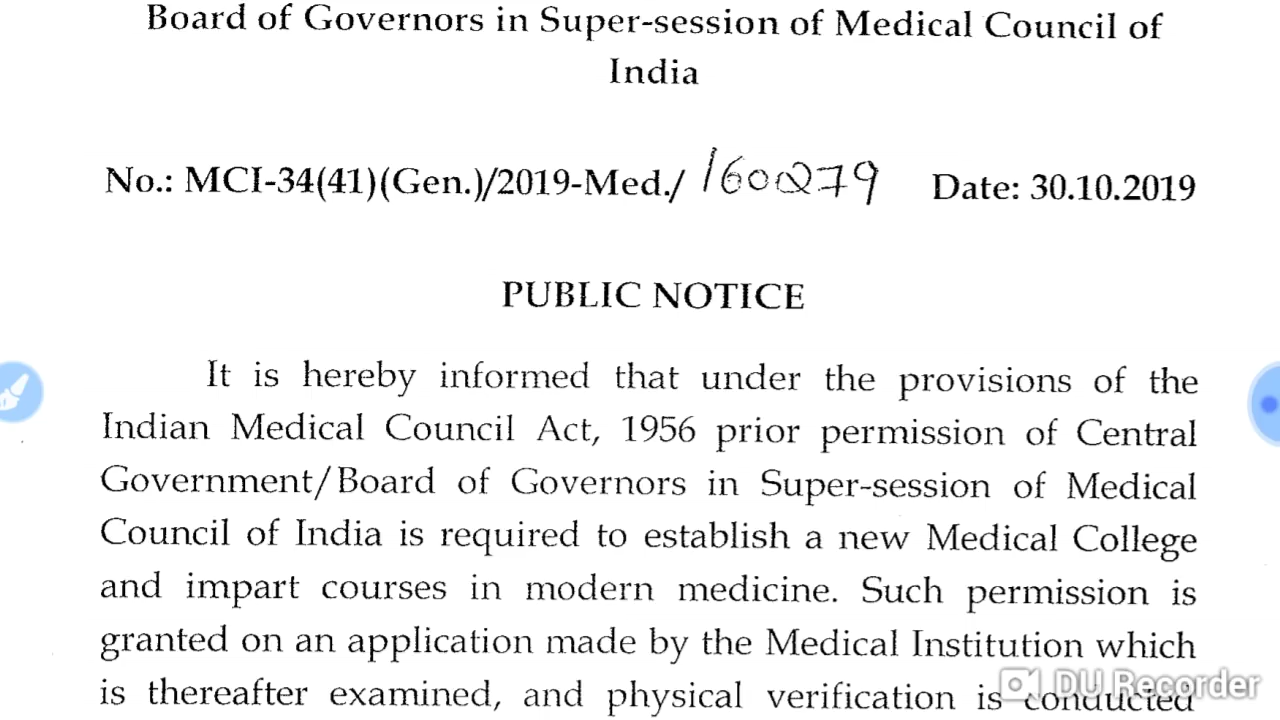 Board of Governors in Super-session of Medical Council of
India
No.: MCI-34(41)(Gen.)/2019-Med./ 160279 Date: 30.10.2019
PUBLIC NOTICE
It is hereby informed that under the provisions of the
Indian Medical Council Act, 1956 prior permission of Central
Government/Board of Governors in Super-session of Medical
Council of India is required to establish a new Medical College
and impart courses in modern medicine. Such permission is
granted on an application made by the Medical Institution which
is thereafter examined, and physical verification is conducted
DU Recorder